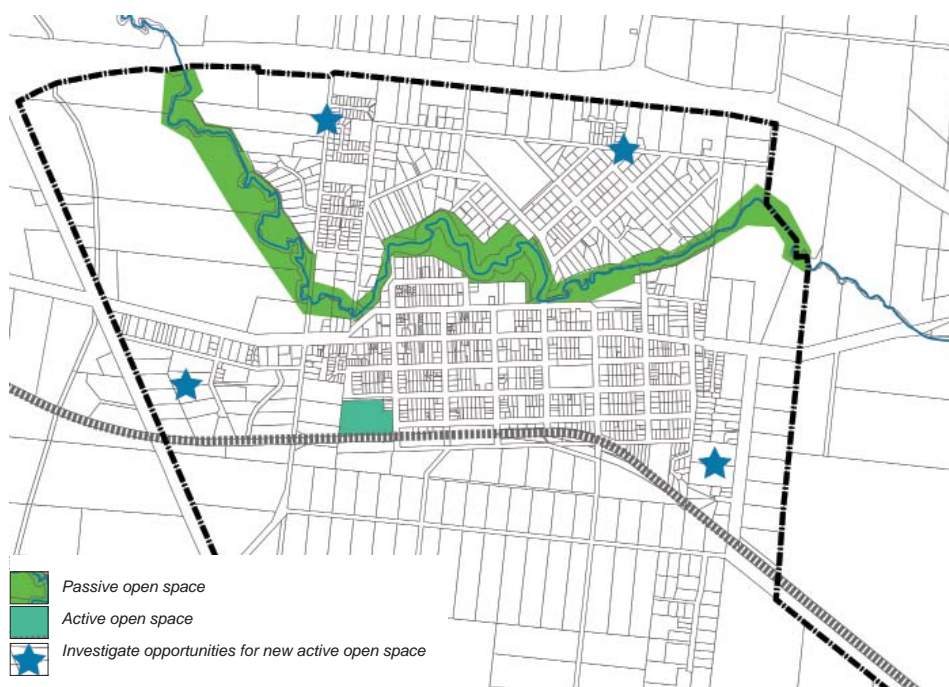 Passive open space
Active open space
Investigate opportunities for new active open space